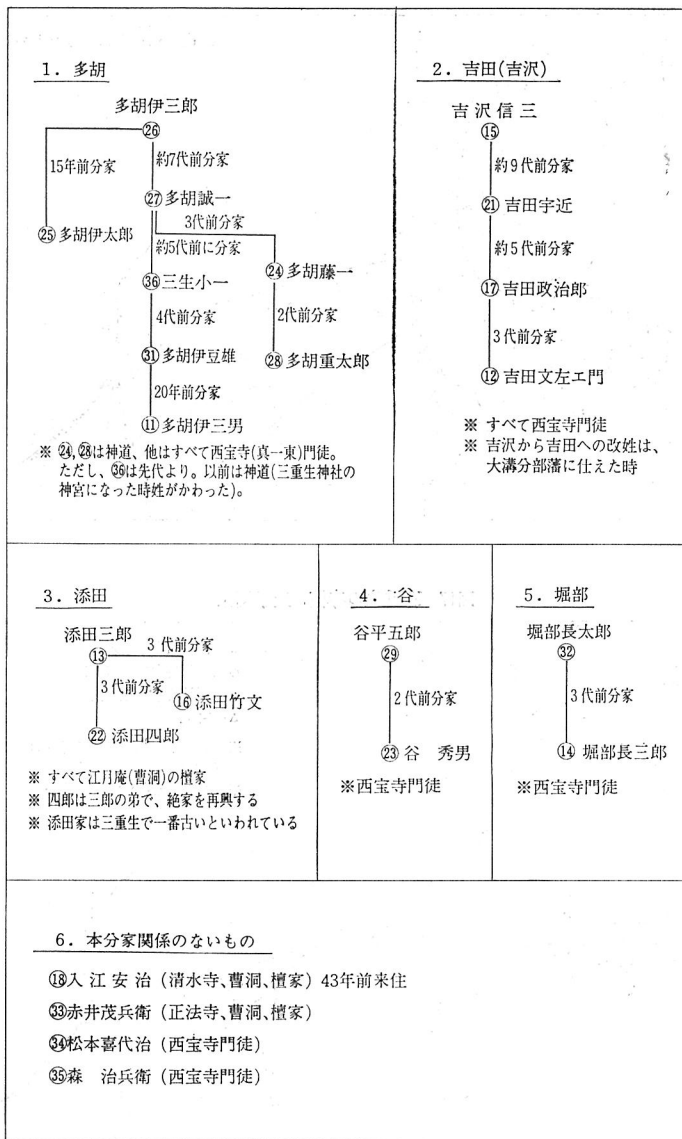 1. 多胡
多胡伊三郎
㉖
15年前分家
約7代前分家
㉗多胡誠一
3代前分家
㉕多胡伊太郎
約5代前に分家
㉔多胡藤一
㊱三生小一
4代前分家
2代前分家
㉛多胡伊豆雄
㉘多胡重太郎
20年前分家
⑪多胡伊三男
※ ㉔,㉘は神道、他はすべて西宝寺(真一東)門徒。
ただし、㊱は先代より。以前は神道(三重生神社の
神宮になった時姓がかわった)。
2. 吉田(吉沢)
吉沢信三
⑮
約9代前分家
㉑吉田宇近
約5代前分家
⑰吉田政治郎
3代前分家
⑫吉田文左エ門
※ すべて西宝寺門徒
※ 吉沢から吉田への改姓は、
大溝分部藩に仕えた時
3. 添田
添田三郎
⑬
3代前分家
3代前分家
⑯添田竹文
㉒添田四郎
※ すべて江月庵(曹洞)の檀家
※ 四郎は三郎の弟で、絶家を再興する
※ 添田家は三重生で一番古いといわれている
4. 谷
谷平五郎
㉙
2代前分家
㉓谷 秀男
※西宝寺門徒
5. 堀部
堀部長太郎
㉜
3代前分家
⑭堀部長三郎
※西宝寺門徒
6. 本分家関係のないもの
⑱入江安治(清水寺、曹洞、檀家) 43年前来住
㉝赤井茂兵衛(正法寺、曹洞、檀家)
㉞松本喜代治(西宝寺門徒)
㉟森 治兵衛(西宝寺門徒)